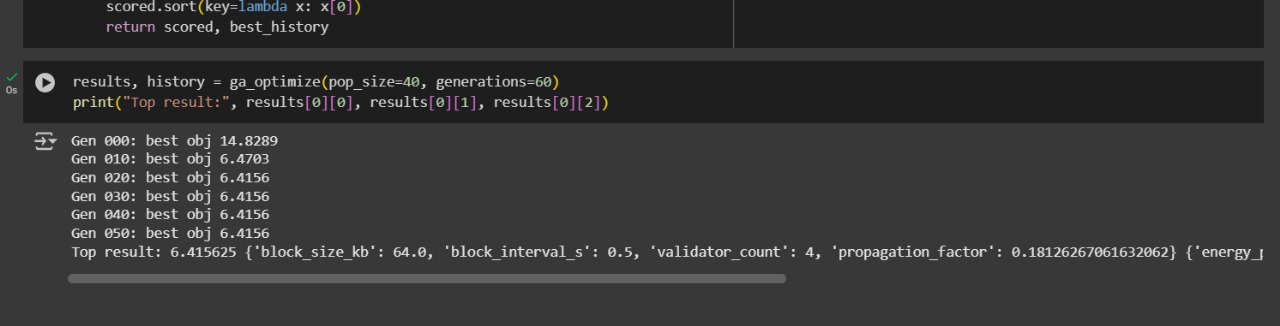 scored.sort(key=lambda x: x[0])
return scored, best_history
0s
results, history = ga_optimize(pop_size=40, generations=60)
print("Top result:", results[0][0], results[0][1], results[0][2])
Gen 000: best obj 14.8289
Gen 010: best obj 6.4703
Gen 020: best obj 6.4156
Gen 030: best obj 6.4156
Gen 040: best obj 6.4156
Gen 050: best obj 6.4156
Top result: 6.415625 {'block_size_kb': 64.0, 'block_interval_s': 0.5, 'validator_count': 4, 'propagation_factor': 0.18126267061632062} {'energy_p